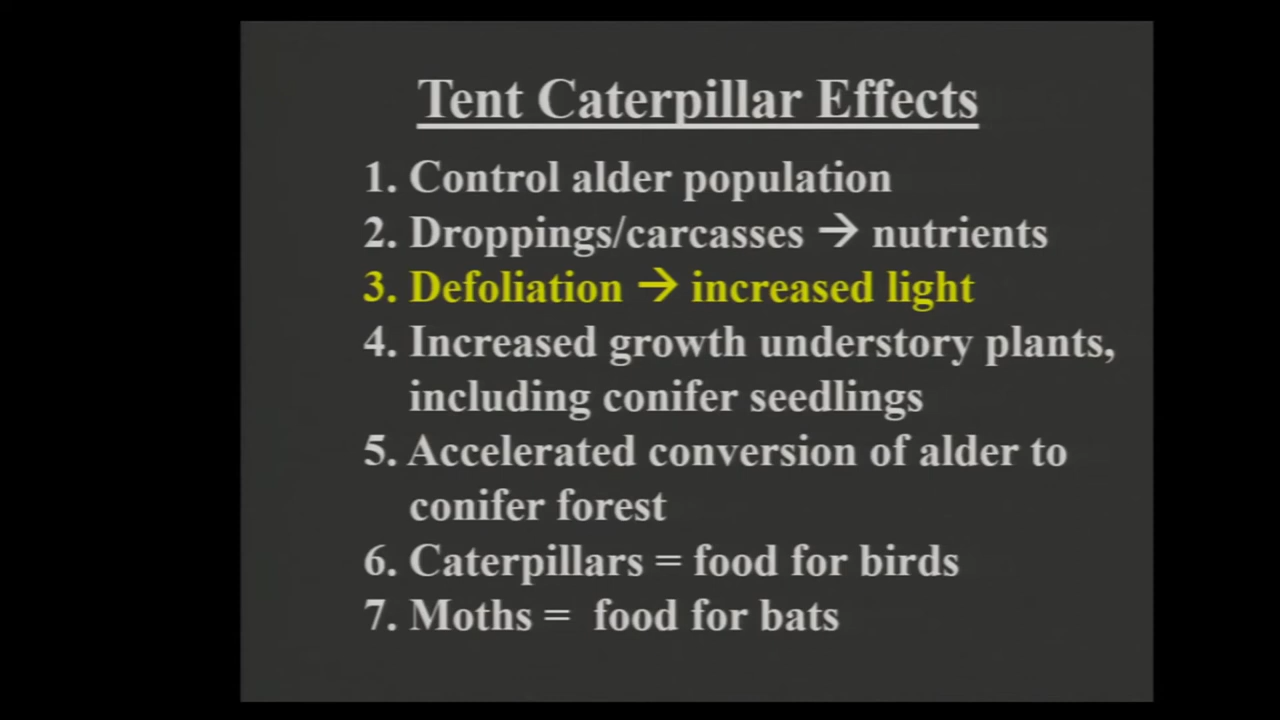 Tent Caterpillar Effects
1. Control alder population
2. Droppings/carcasses → nutrients
3. Defoliation → increased light
4. Increased growth understory plants,
including conifer seedlings
5. Accelerated conversion of alder to
conifer forest
6. Caterpillars = food for birds
7. Moths = food for bats